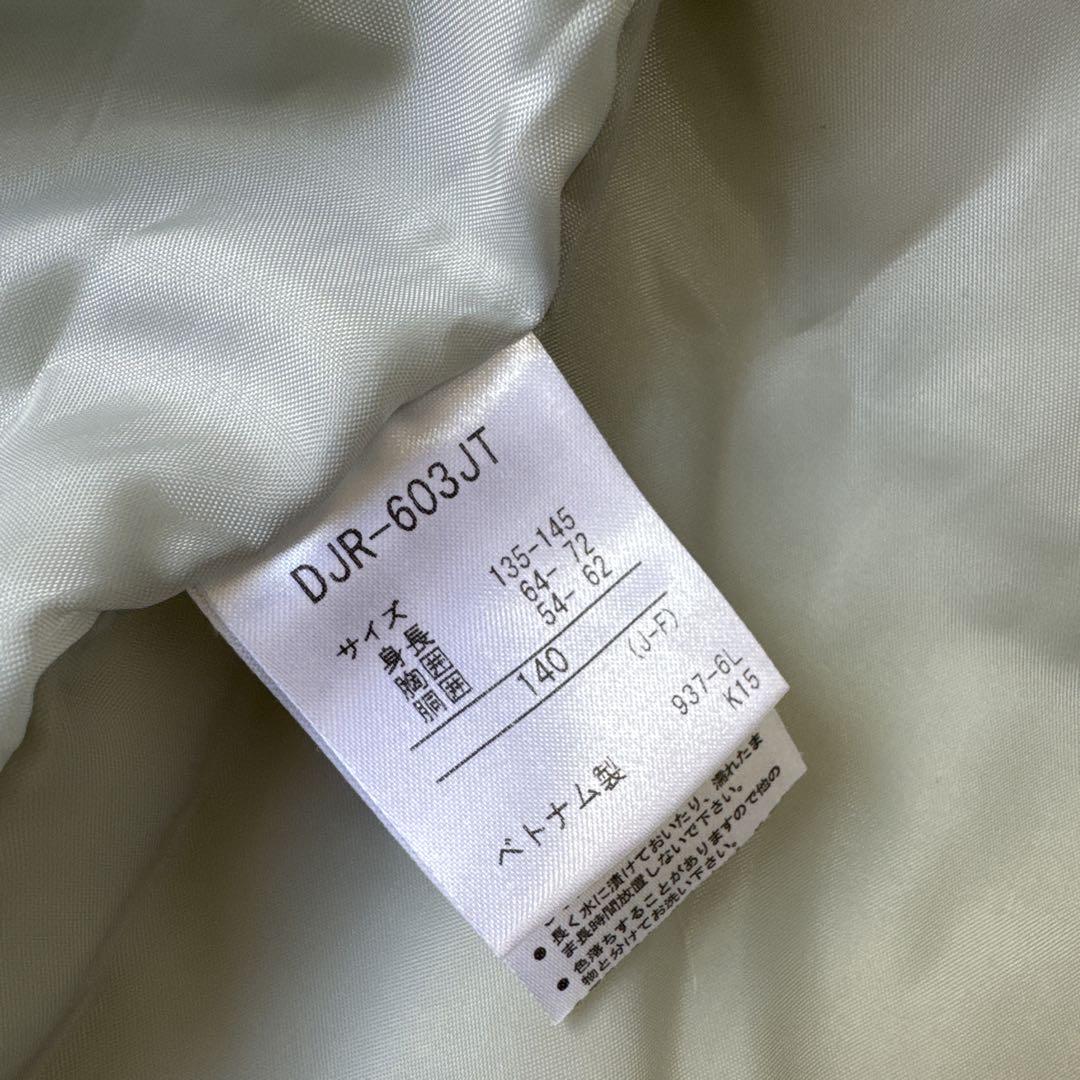 DJR-603JT
サイズ
身長 135-145
胸囲 64- 72
胴囲 54- 62
140
(J-F)
937-6L
K15
ベトナム製
● 長く水に漬けておいたり、濡れたま
ま長時間放置しないで下さい。
● 色落ちすることがありますので他の
物と分けてお洗い下さい。